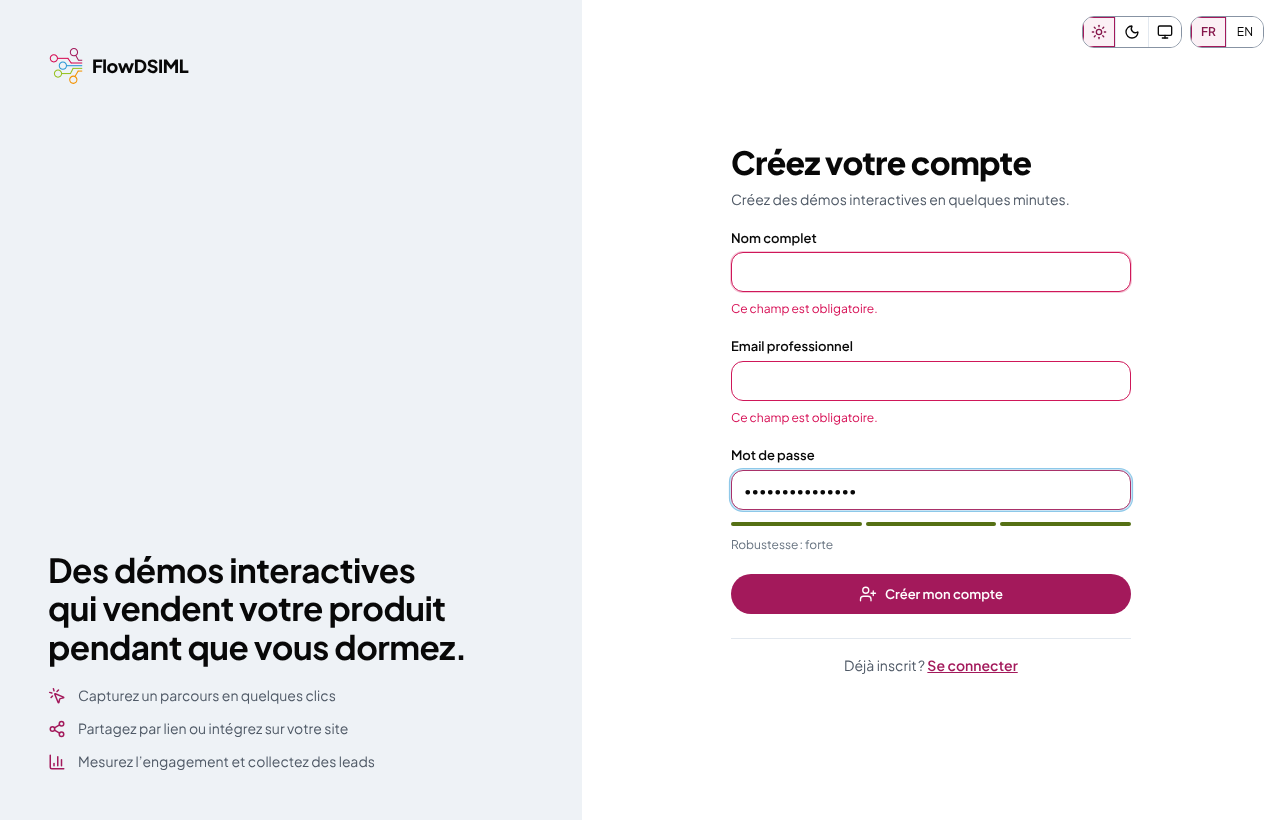 FlowDSIML
FR
EN
Créez votre compte
Créez des démos interactives en quelques minutes.
Nom complet
Ce champ est obligatoire.
Email professionnel
Ce champ est obligatoire.
Mot de passe
•••••••••••••••
Robustesse : forte
Créer mon compte
Déjà inscrit ? Se connecter
Des démos interactives
qui vendent votre produit
pendant que vous dormez.
Capturez un parcours en quelques clics
Partagez par lien ou intégrez sur votre site
Mesurez l’engagement et collectez des leads